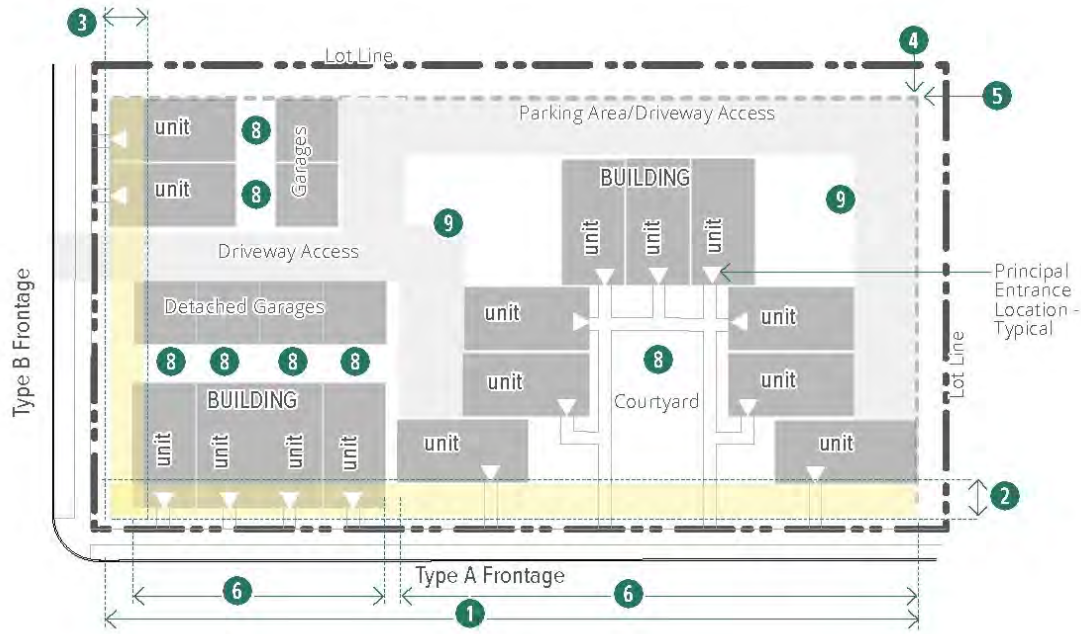 3
4
Lot Line
5
Parking Area/Driveway Access
unit
8
Garages
BUILDING
unit
8
9
9
unit
unit
unit
Driveway Access
Principal
Entrance
Location -
Typical
Type B Frontage
Detached Garages
unit
unit
Lot Line
8
8
8
8
8
unit
unit
BUILDING
Courtyard
unit
unit
unit
unit
unit
unit
2
Type A Frontage
6
6
1